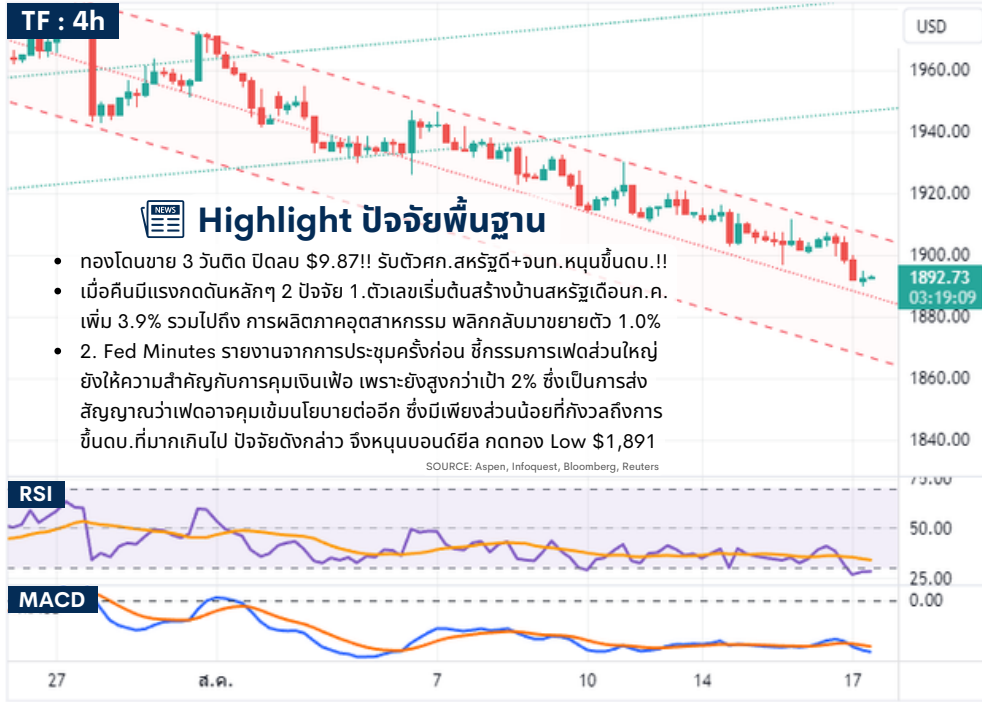 TF : 4h
USD
1960.00
1940.00
1920.00
NEWS
Highlight ปัจจัยพื้นฐาน
1900.00
• ทองโดนขาย 3 วันติด ปิดลบ $9.87!! รับตัวศก.สหรัฐดี+จนท.หนุนขึ้นดบ.!!
1892.73
03:19:09
• เมื่อคืนมีแรงกดดันหลักๆ 2 ปัจจัย 1.ตัวเลขเริ่มต้นสร้างบ้านสหรัฐเดือนก.ค.
เพิ่ม 3.9% รวมไปถึง การผลิตภาคอุตสาหกรรม พลิกกลับมาขยายตัว 1.0%
1880.00
• 2. Fed Minutes รายงานจากการประชุมครั้งก่อน ชี้กรรมการเฟดส่วนใหญ่
ยังให้ความสำคัญกับการคุมเงินเฟ้อ เพราะยังสูงกว่าเป้า 2% ซึ่งเป็นการส่ง
1860.00
สัญญาณว่าเฟดอาจคุมเข้มนโยบายต่ออีก ซึ่งมีเพียงส่วนน้อยที่กังวลถึงการ
ขึ้นดบ.ที่มากเกินไป ปัจจัยดังกล่าว จึงหนุนบอนด์ยีล กดทอง Low $1,891
1840.00
SOURCE: Aspen, Infoquest, Bloomberg, Reuters
75.00
RSI
50.00
25.00
MACD
0.00
27 ส.ค. 7 10 14 17